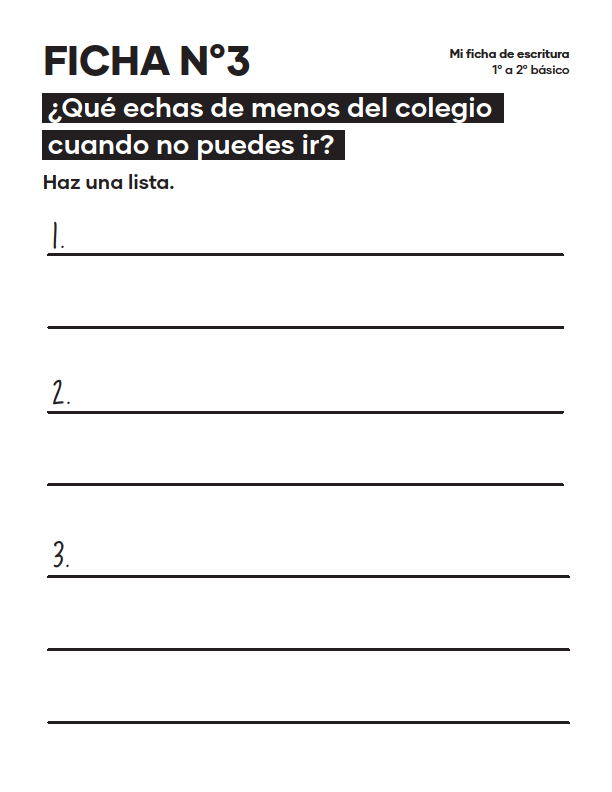 FICHA N°3
Mi ficha de escritura
1° a 2° básico
¿Qué echas de menos del colegio
cuando no puedes ir?
Haz una lista.
1.
2.
3.